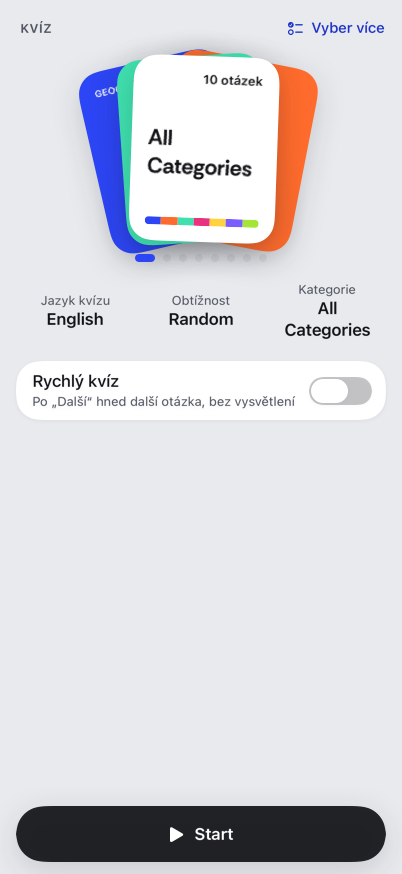 KVÍZ
Vyber více
10 otázek
All
Categories
Jazyk kvízu
English
Obtížnost
Random
Kategorie
All
Categories
Rychlý kvíz
Po „Další“ hned další otázka, bez vysvětlení
Start